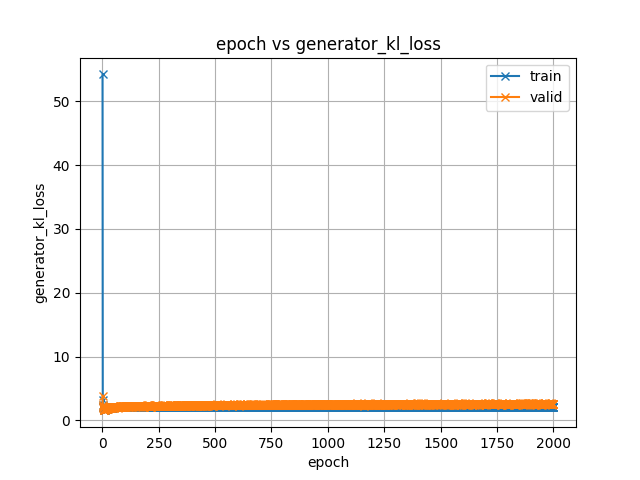 epoch vs generator_kl_loss
train
valid
generator_kl_loss
50
40
30
20
10
0
0 250 500 750 1000 1250 1500 1750 2000
epoch